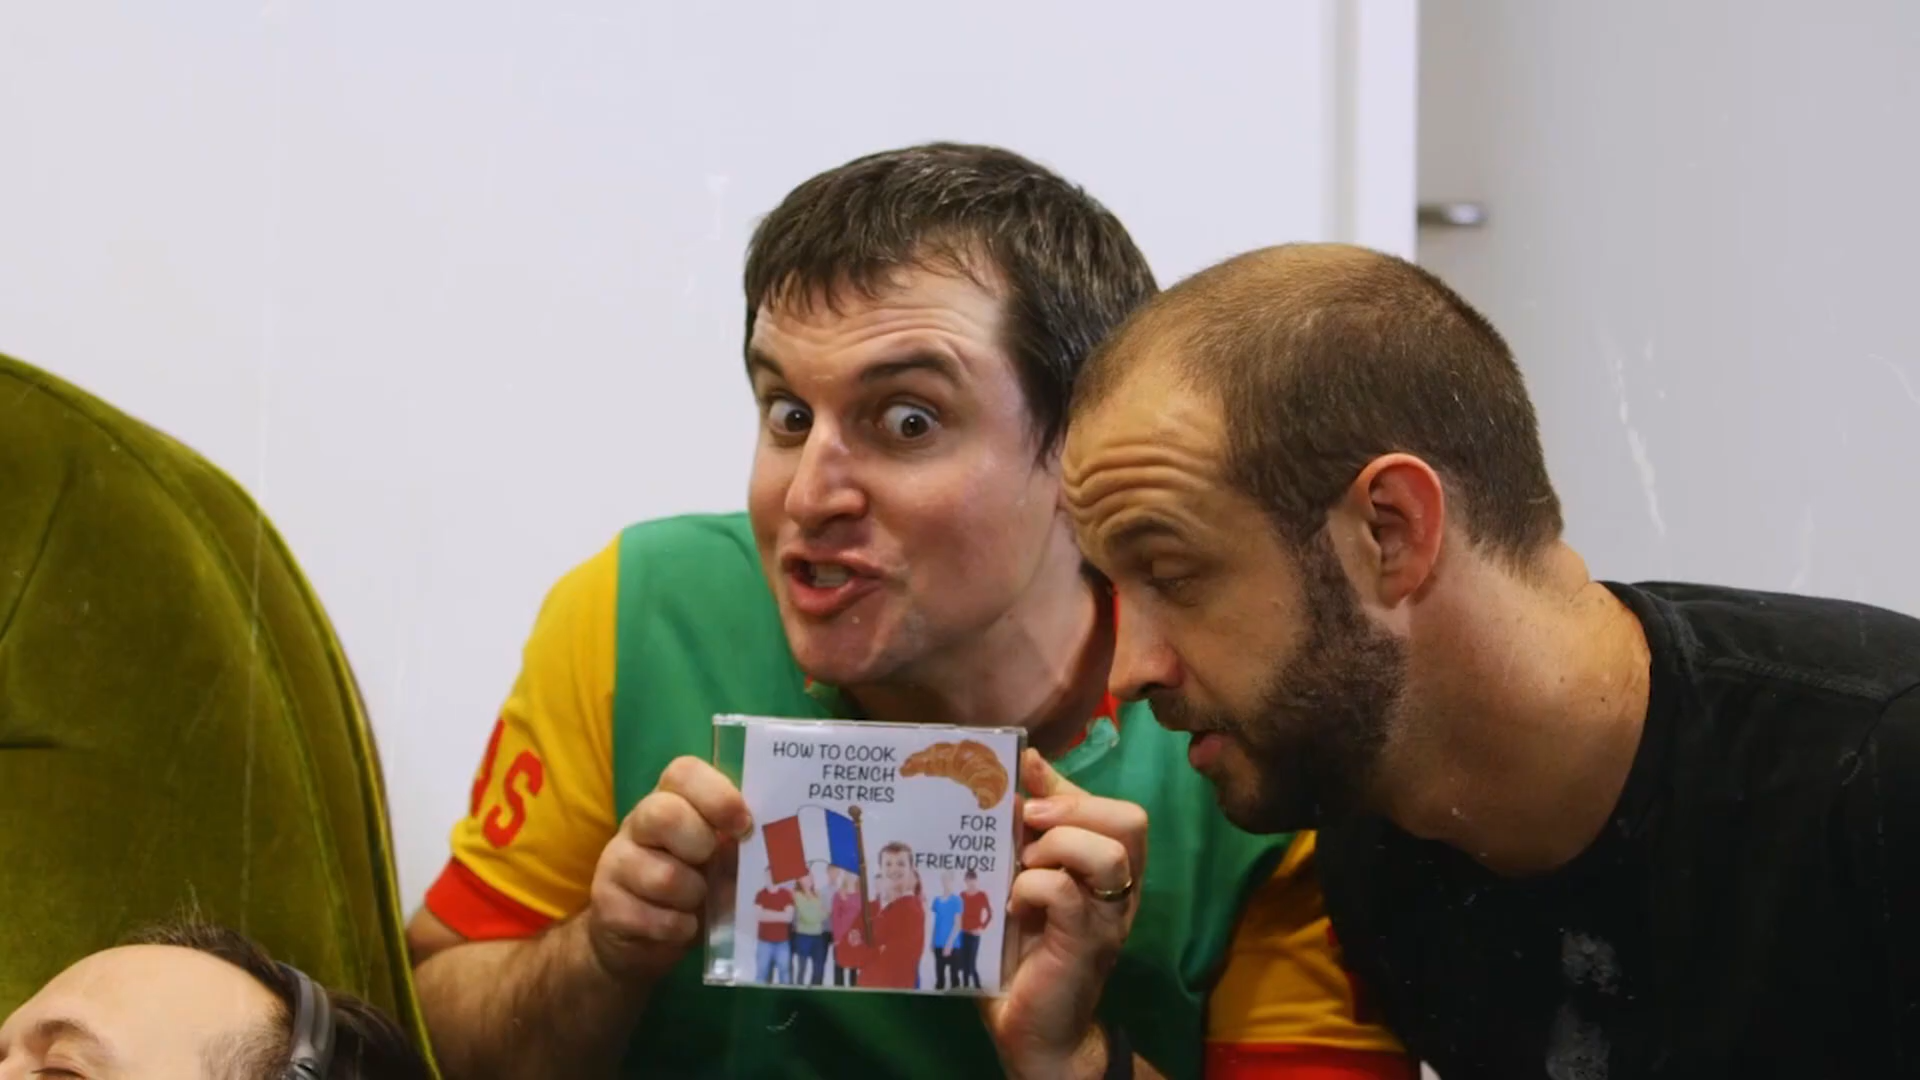 HOW TO COOK
FRENCH
PASTRIES
FOR
YOUR
FRIENDS!